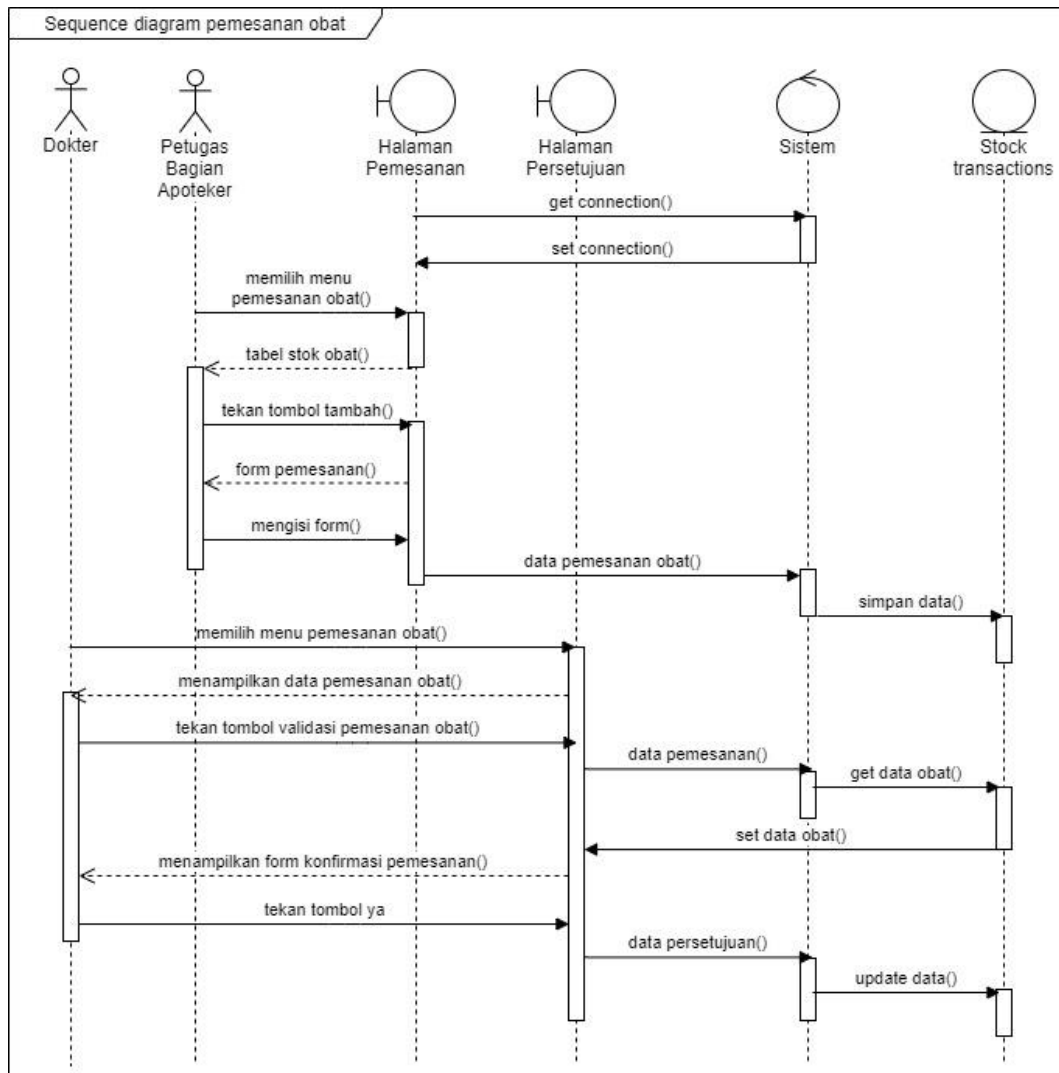 Sequence diagram pemesanan obat
Dokter
Petugas
Bagian
Apoteker
Halaman
Pemesanan
Halaman
Persetujuan
Sistem
Stock
transactions
get connection()
set connection()
memilih menu
pemesanan obat()
tabel stok obat()
tekan tombol tambah()
form pemesanan()
mengisi form()
data pemesanan obat()
simpan data()
memilih menu pemesanan obat()
menampilkan data pemesanan obat()
tekan tombol validasi pemesanan obat()
data pemesanan()
get data obat()
set data obat()
menampilkan form konfirmasi pemesanan()
tekan tombol ya
data persetujuan()
update data()